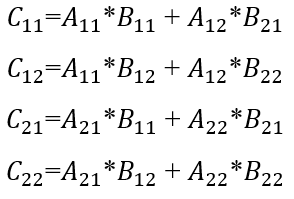 C₁₁=A₁₁*B₁₁ + A₁₂*B₂₁
C₁₂=A₁₁*B₁₂ + A₁₂*B₂₂
C₂₁=A₂₁*B₁₁ + A₂₂*B₂₁
C₂₂=A₂₁*B₁₂ + A₂₂*B₂₂